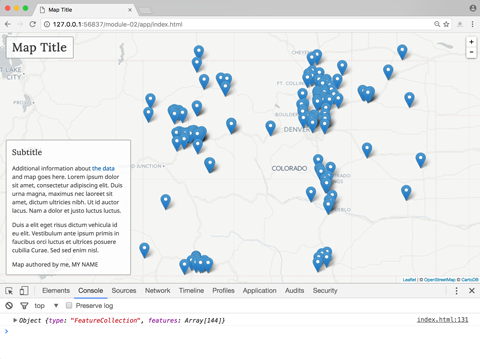 Map Title
127.0.0.1:56837/module-02/app/index.html
Map Title
+
−
LAKE
CITY
PROVO
CHEYE
FT. COLLIN
BOULDER
DENVER
D JUNCTION
COLORADO
PUEBLO
Subtitle
Additional information about the data
and map goes here. Lorem ipsum dolor
sit amet, consectetur adipiscing elit. Duis
urna magna, maximus nec laoreet sit
amet, dictum ultricies nibh. Ut id auctor
lacus. Nam a dolor et justo luctus luctus.
Duis a elit eget risus dictum vehicula id
eu elit. Vestibulum ante ipsum primis in
faucibus orci luctus et ultrices posuere
cubilia Curae. Sed sed enim nisl.
Map authored by me, MY NAME
Leaflet | © OpenStreetMap © CartoDB
Elements Console Sources Network Timeline Profiles Application Audits Security
top Preserve log
Object {type: "FeatureCollection", features: Array[144]} index.html:131